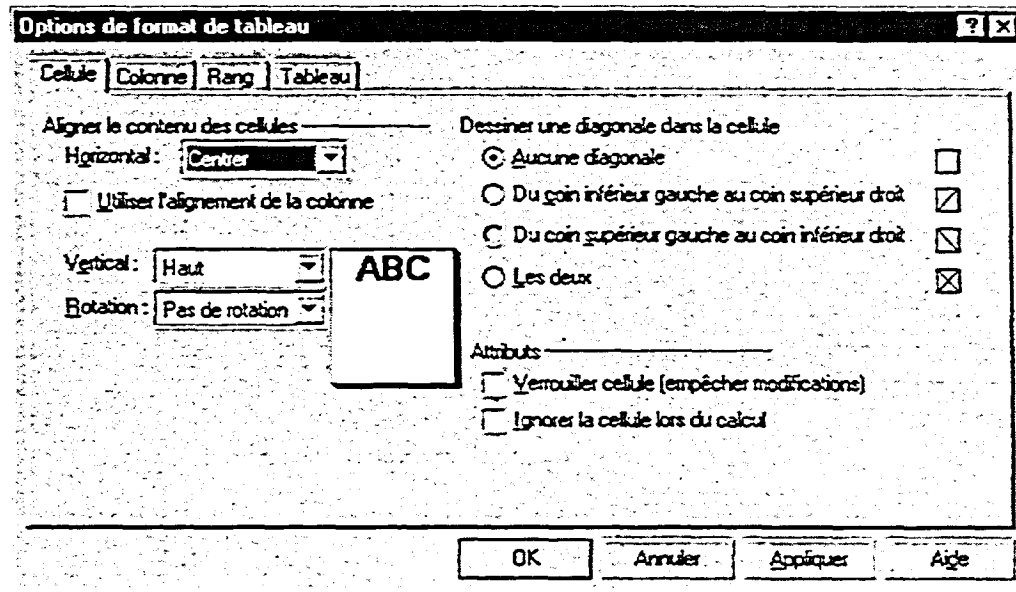 Options de format de tableau
Cellule Colonne Rang Tableau
Aligner le contenu des cellules
Horizontal : Centrer
Utiliser l'alignement de la colonne
Vertical : Haut
Rotation : Pas de rotation
ABC
Dessiner une diagonale dans la cellule
Aucune diagonale
Du coin inférieur gauche au coin supérieur droit
Du coin supérieur gauche au coin inférieur droit
Les deux
Attributs
Verrouiller cellule (empêcher modifications)
Ignorer la cellule lors du calcul
OK Annuler Appliquer Aide